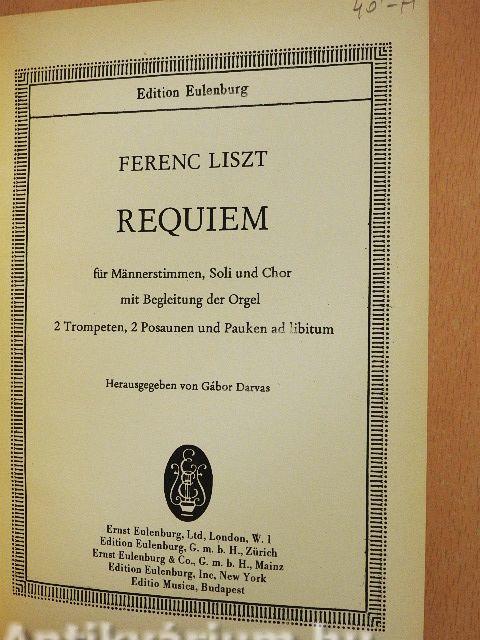 40.-
Edition Eulenburg
FERENC LISZT
REQUIEM
für Männerstimmen, Soli und Chor
mit Begleitung der Orgel
2 Trompeten, 2 Posaunen und Pauken ad libitum
Herausgegeben von Gábor Darvas
Ernst Eulenburg, Ltd, London, W. 1
Edition Eulenburg, G. m. b. H., Zürich
Ernst Eulenburg & Co., G. m. b. H., Mainz
Edition Eulenburg, Inc, New York
Editio Musica, Budapest
Antikvárium.hu